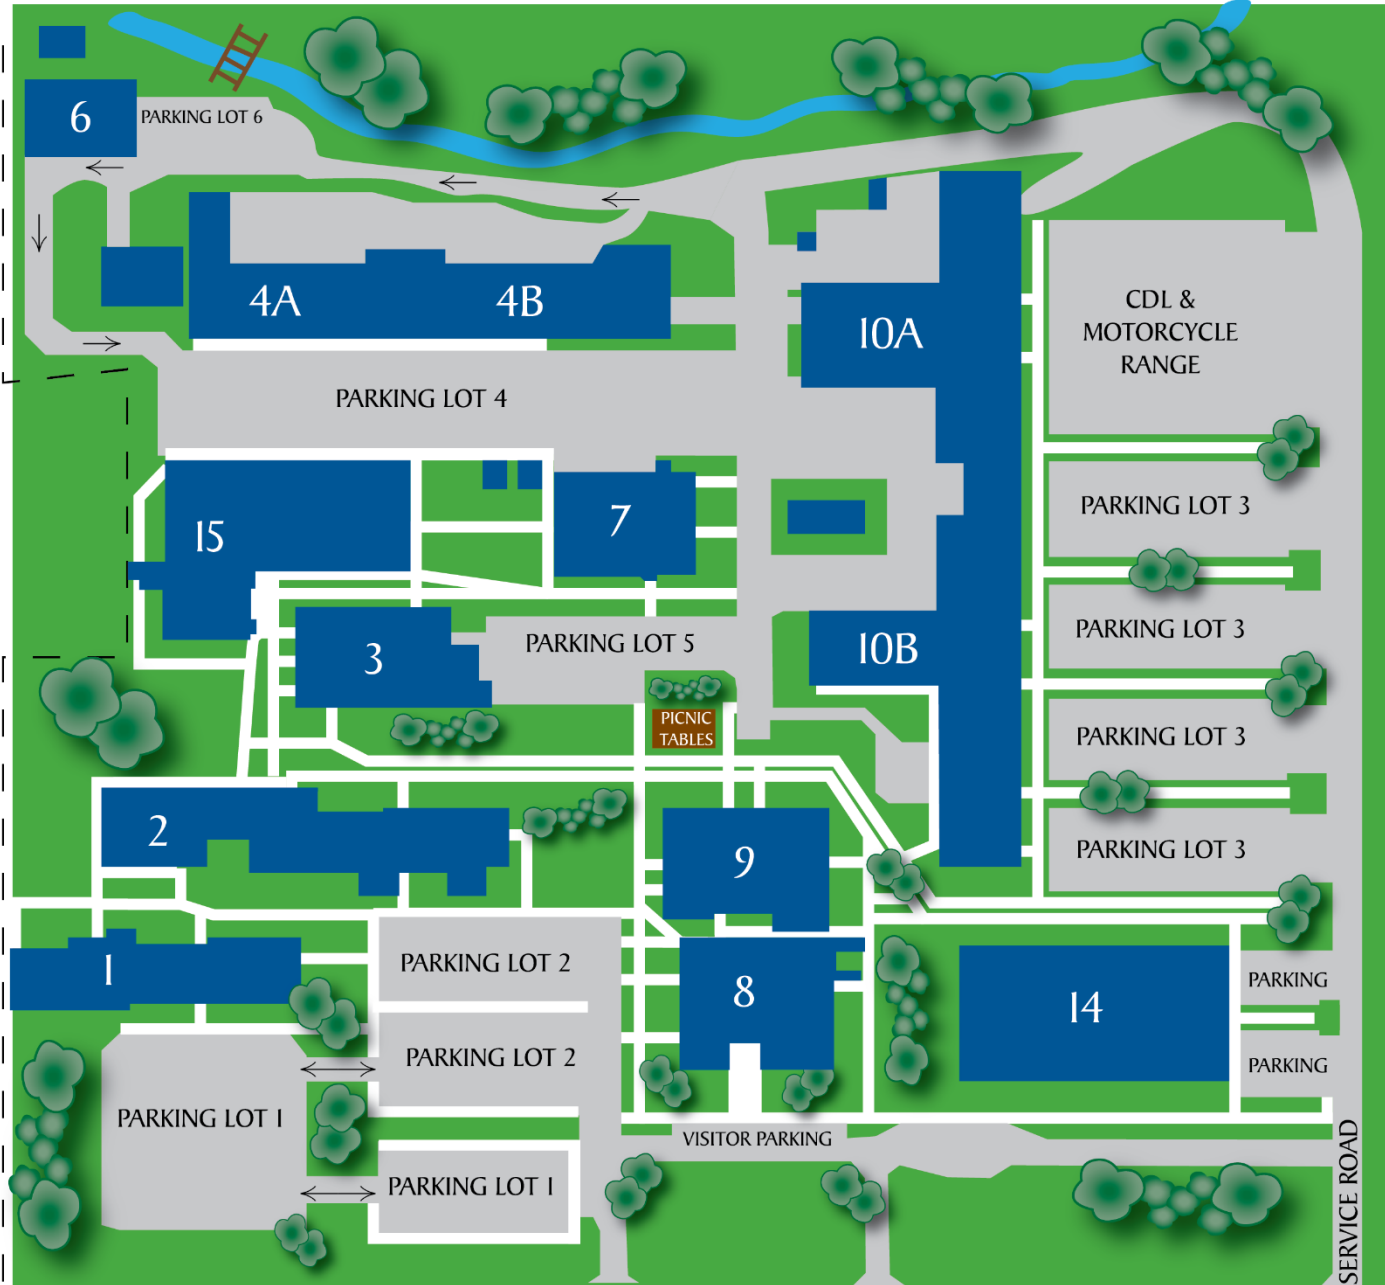 6
PARKING LOT 6
4A
4B
10A
CDL &
MOTORCYCLE
RANGE
PARKING LOT 4
PARKING LOT 3
15
7
PARKING LOT 3
3
PARKING LOT 5
10B
PICNIC
TABLES
PARKING LOT 3
2
9
PARKING LOT 3
1
PARKING LOT 2
8
14
PARKING
PARKING LOT 2
PARKING
PARKING LOT 1
VISITOR PARKING
PARKING LOT 1
SERVICE ROAD